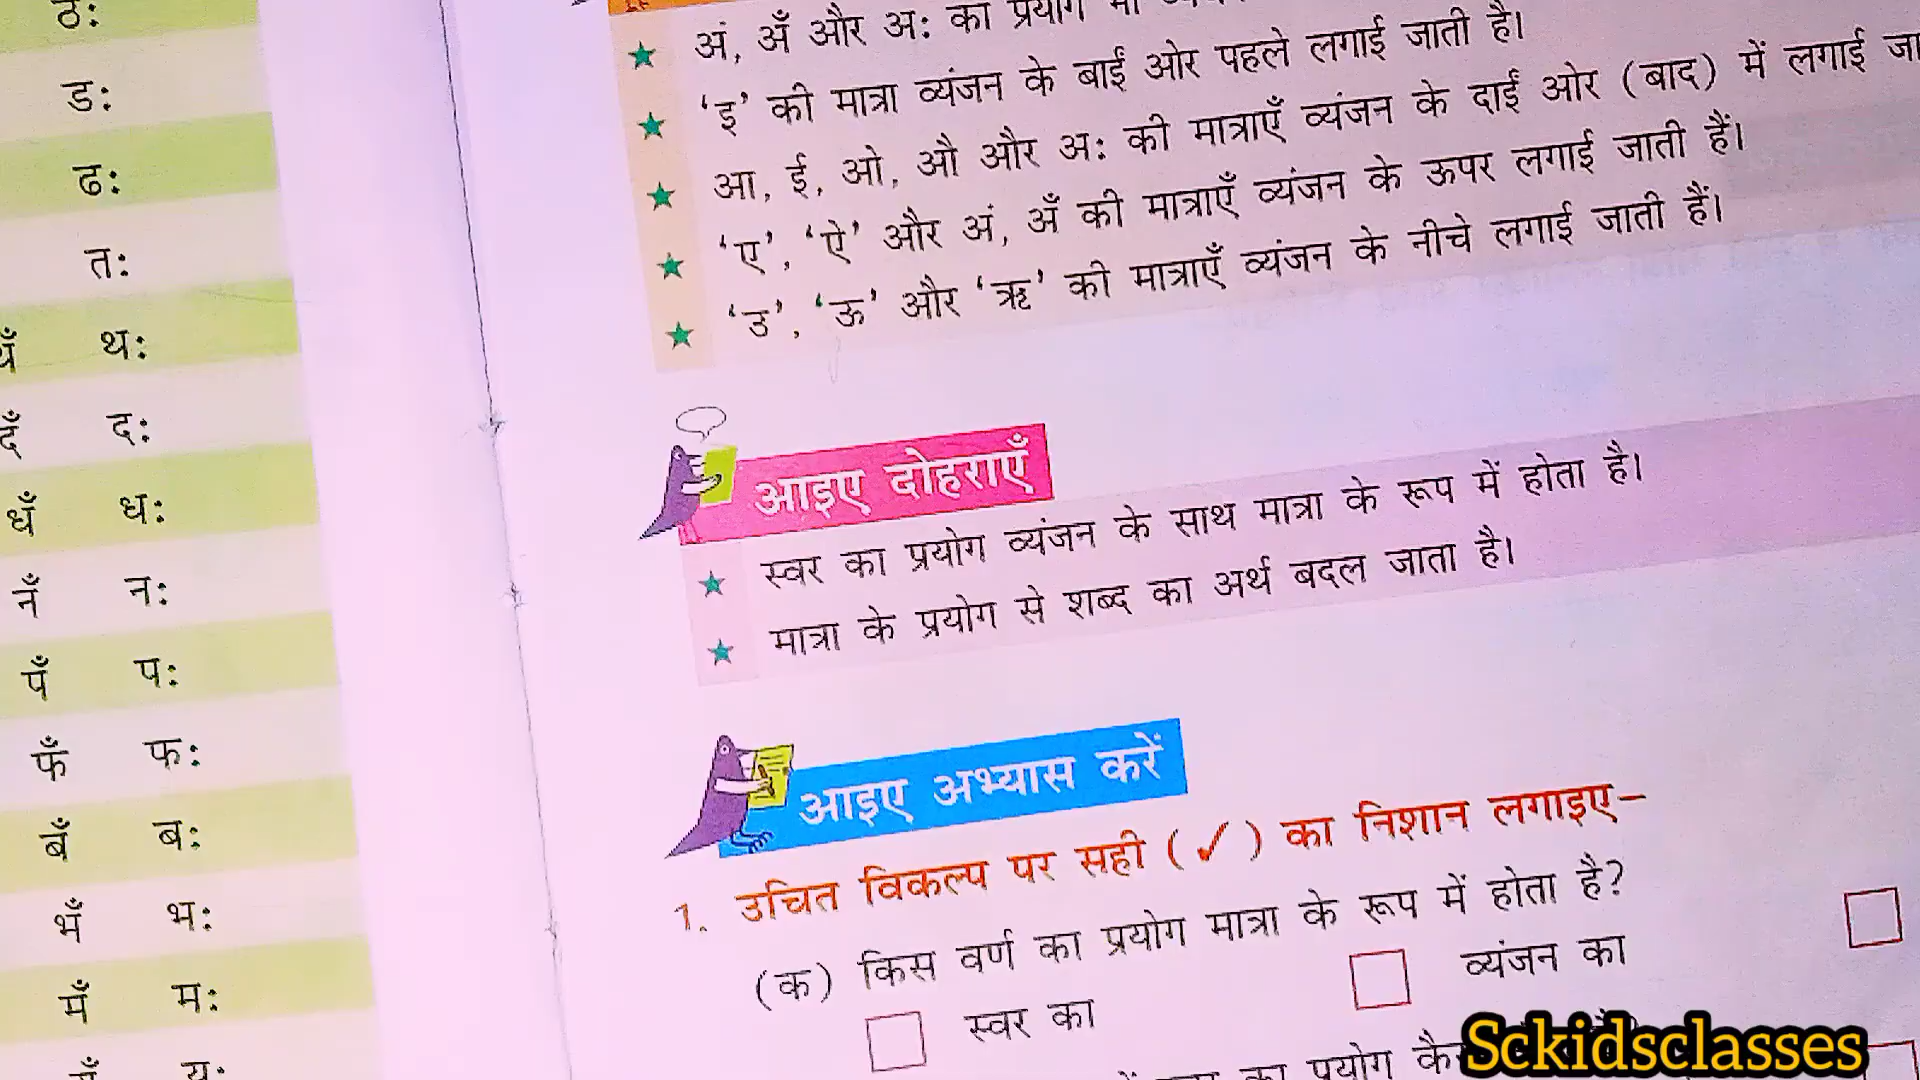 ठः
डः
ढः
तः
थँ थः
दँ दः
धँ धः
नँ नः
पँ पः
फँ फः
बँ बः
भँ भः
मँ मः
यः
★ अं, अँ और अः का प्रयोग भी
★ ‘इ’ की मात्रा व्यंजन के बाईं ओर पहले लगाई जाती है।
★ आ, ई, ओ, औ और अः की मात्राएँ व्यंजन के दाईं ओर (बाद) में लगाई
★ ‘ए’, ‘ऐ’ और अं, अँ की मात्राएँ व्यंजन के ऊपर लगाई जाती हैं।
★ ‘उ’, ‘ऊ’ और ‘ऋ’ की मात्राएँ व्यंजन के नीचे लगाई जाती हैं।
आइए दोहराएँ
★ स्वर का प्रयोग व्यंजन के साथ मात्रा के रूप में होता है।
★ मात्रा के प्रयोग से शब्द का अर्थ बदल जाता है।
आइए अभ्यास करें
1. उचित विकल्प पर सही (✓) का निशान लगाइए–
(क) किस वर्ण का प्रयोग मात्रा के रूप में होता है?
स्वर का व्यंजन का
का प्रयोग
Sckidsclasses